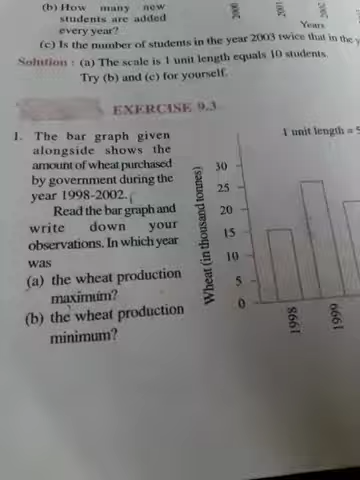 (b) How many new
students are added
every year?
2000
2001
2002
Years
(c) Is the number of students in the year 2003 twice that in the
Solution : (a) The scale is 1 unit length equals 10 students.
Try (b) and (c) for yourself.
EXERCISE 9.3
1. The bar graph given
alongside shows the
amount of wheat purchased
by government during the
year 1998-2002.
Read the bar graph and
write down your
observations. In which year
was
(a) the wheat production
maximum?
(b) the wheat production
minimum?
1 unit length = 5
Wheat (in thousand tonnes)
30
25
20
15
10
5
0
1998
1999